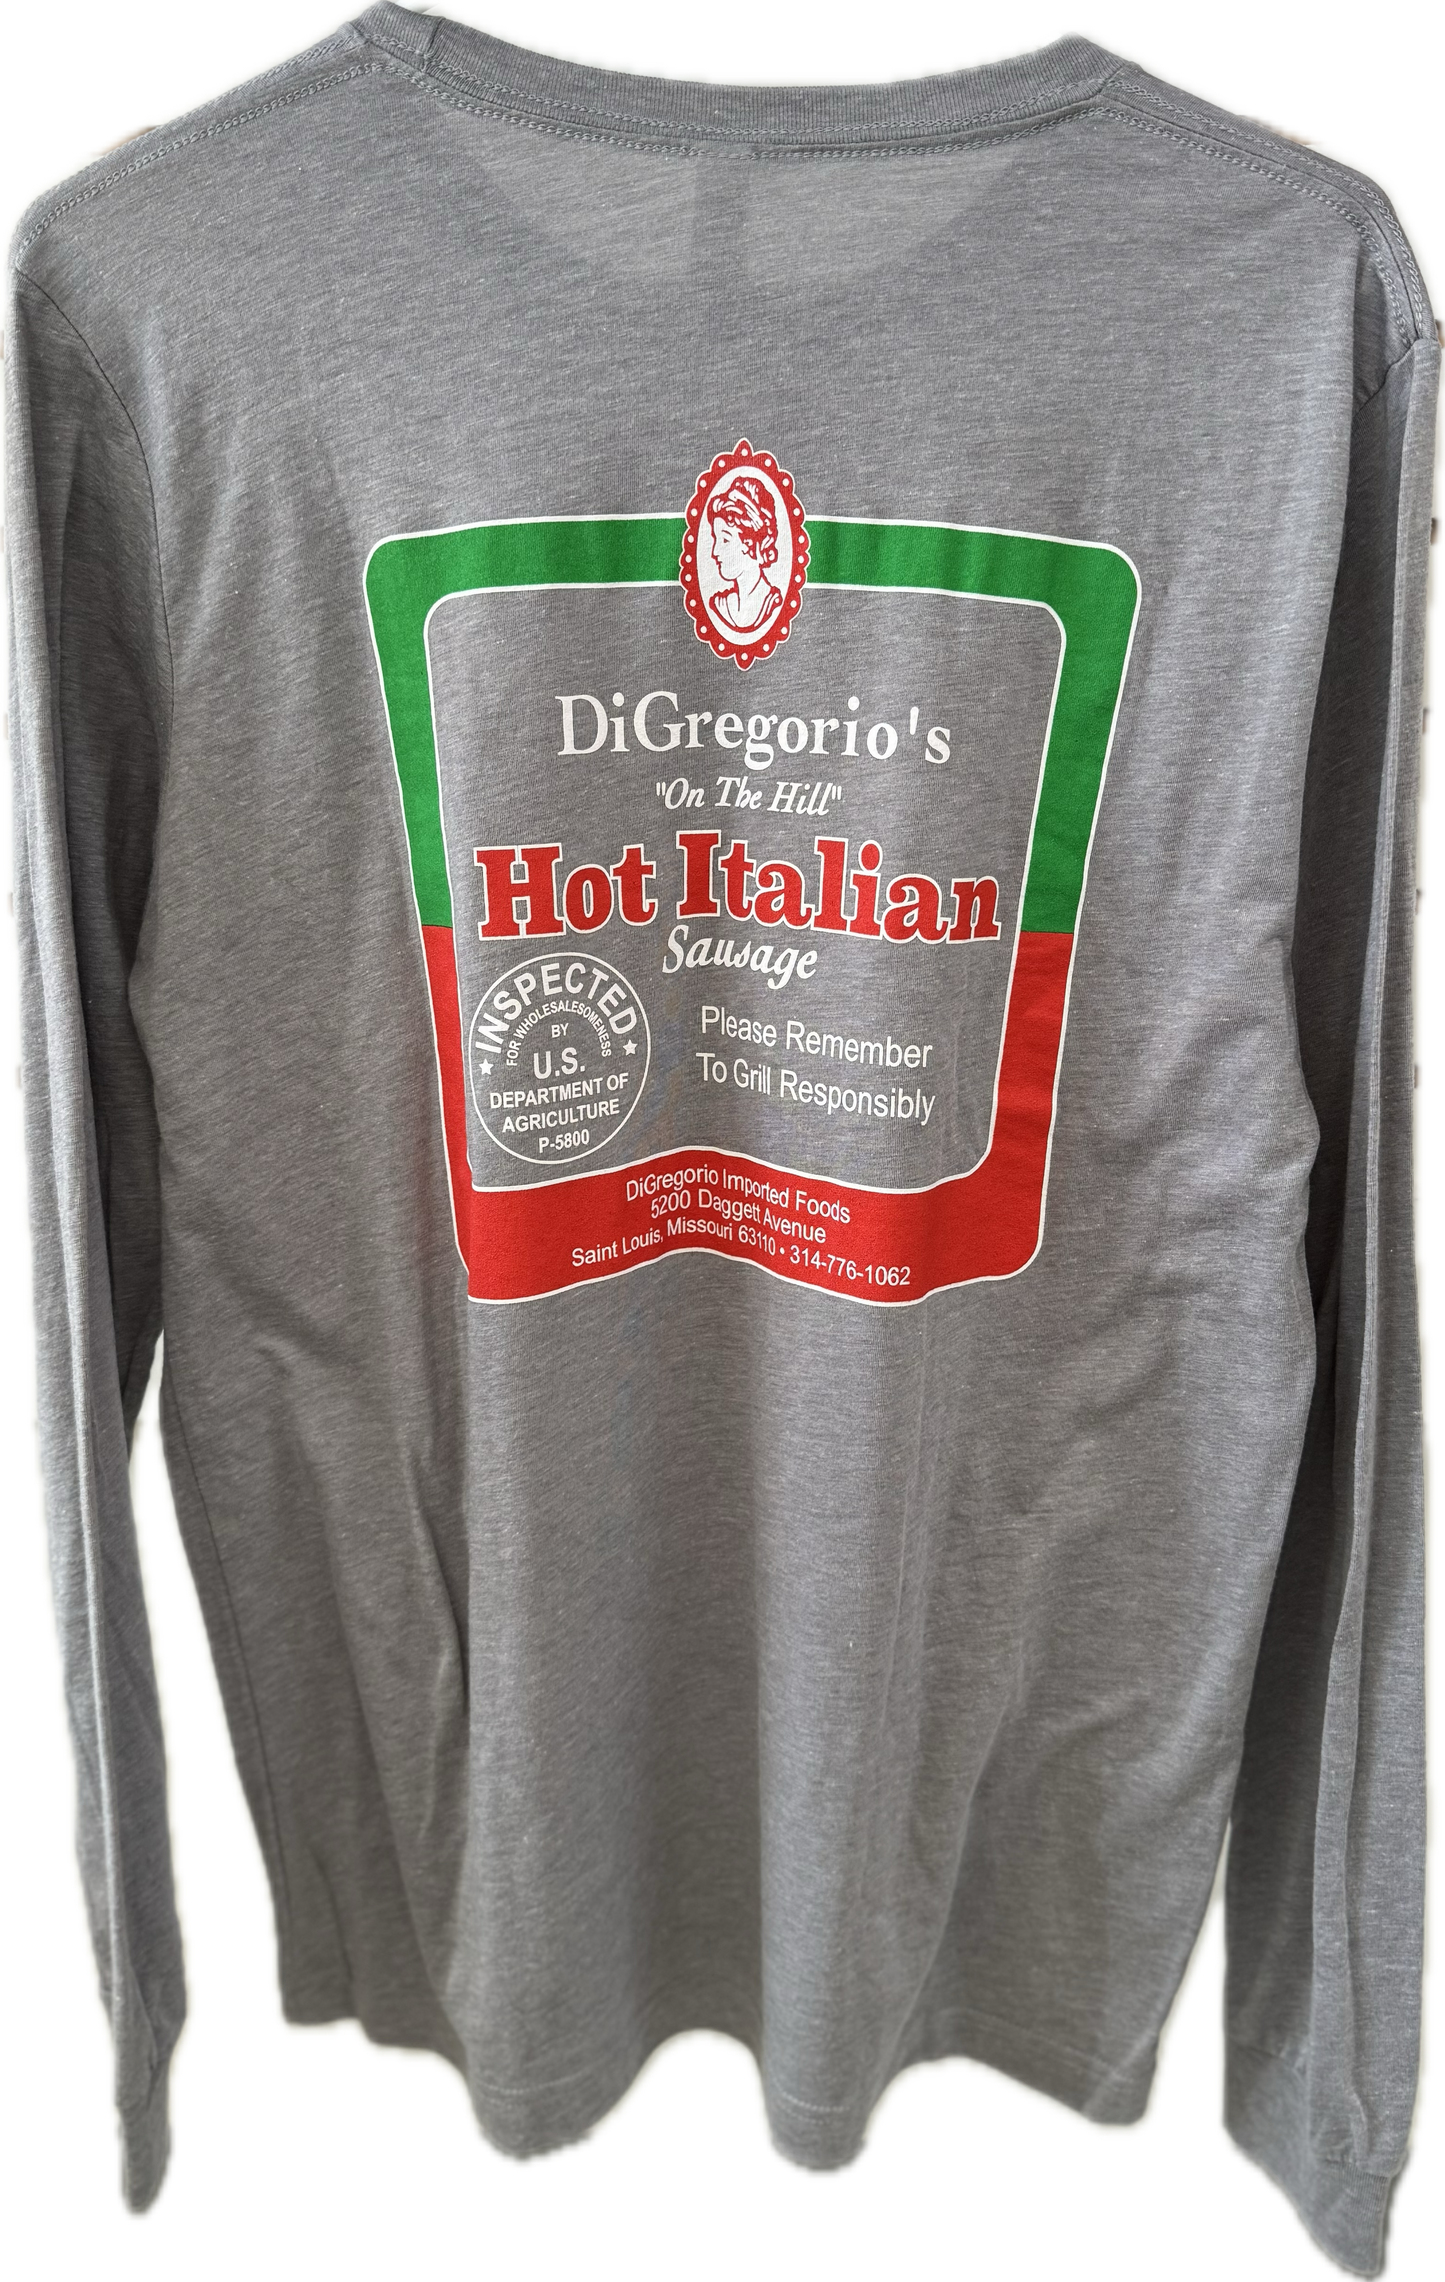 DiGregorio's
"On The Hill"
Hot Italian
Sausage
INSPECTED
FOR WHOLESALESOMENESS
BY
U.S.
DEPARTMENT OF
AGRICULTURE
P-5800
Please Remember
To Grill Responsibly
DiGregorio Imported Foods
5200 Daggett Avenue
Saint Louis, Missouri 63110 • 314-776-1062